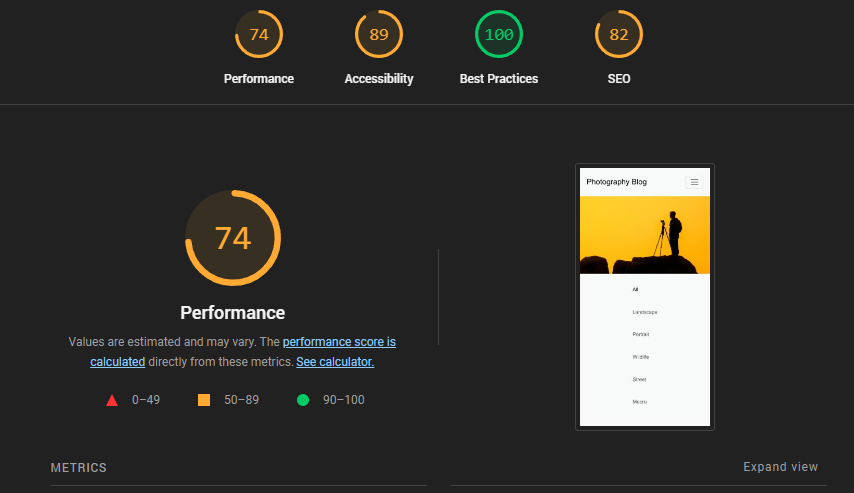 74
89
100
82
Performance
Accessibility
Best Practices
SEO
74
Performance
Values are estimated and may vary. The performance score is
calculated directly from these metrics. See calculator.
0–49
50–89
90–100
Photography Blog
All
Landscape
Portrait
Wildlife
Street
Macro
METRICS
Expand view